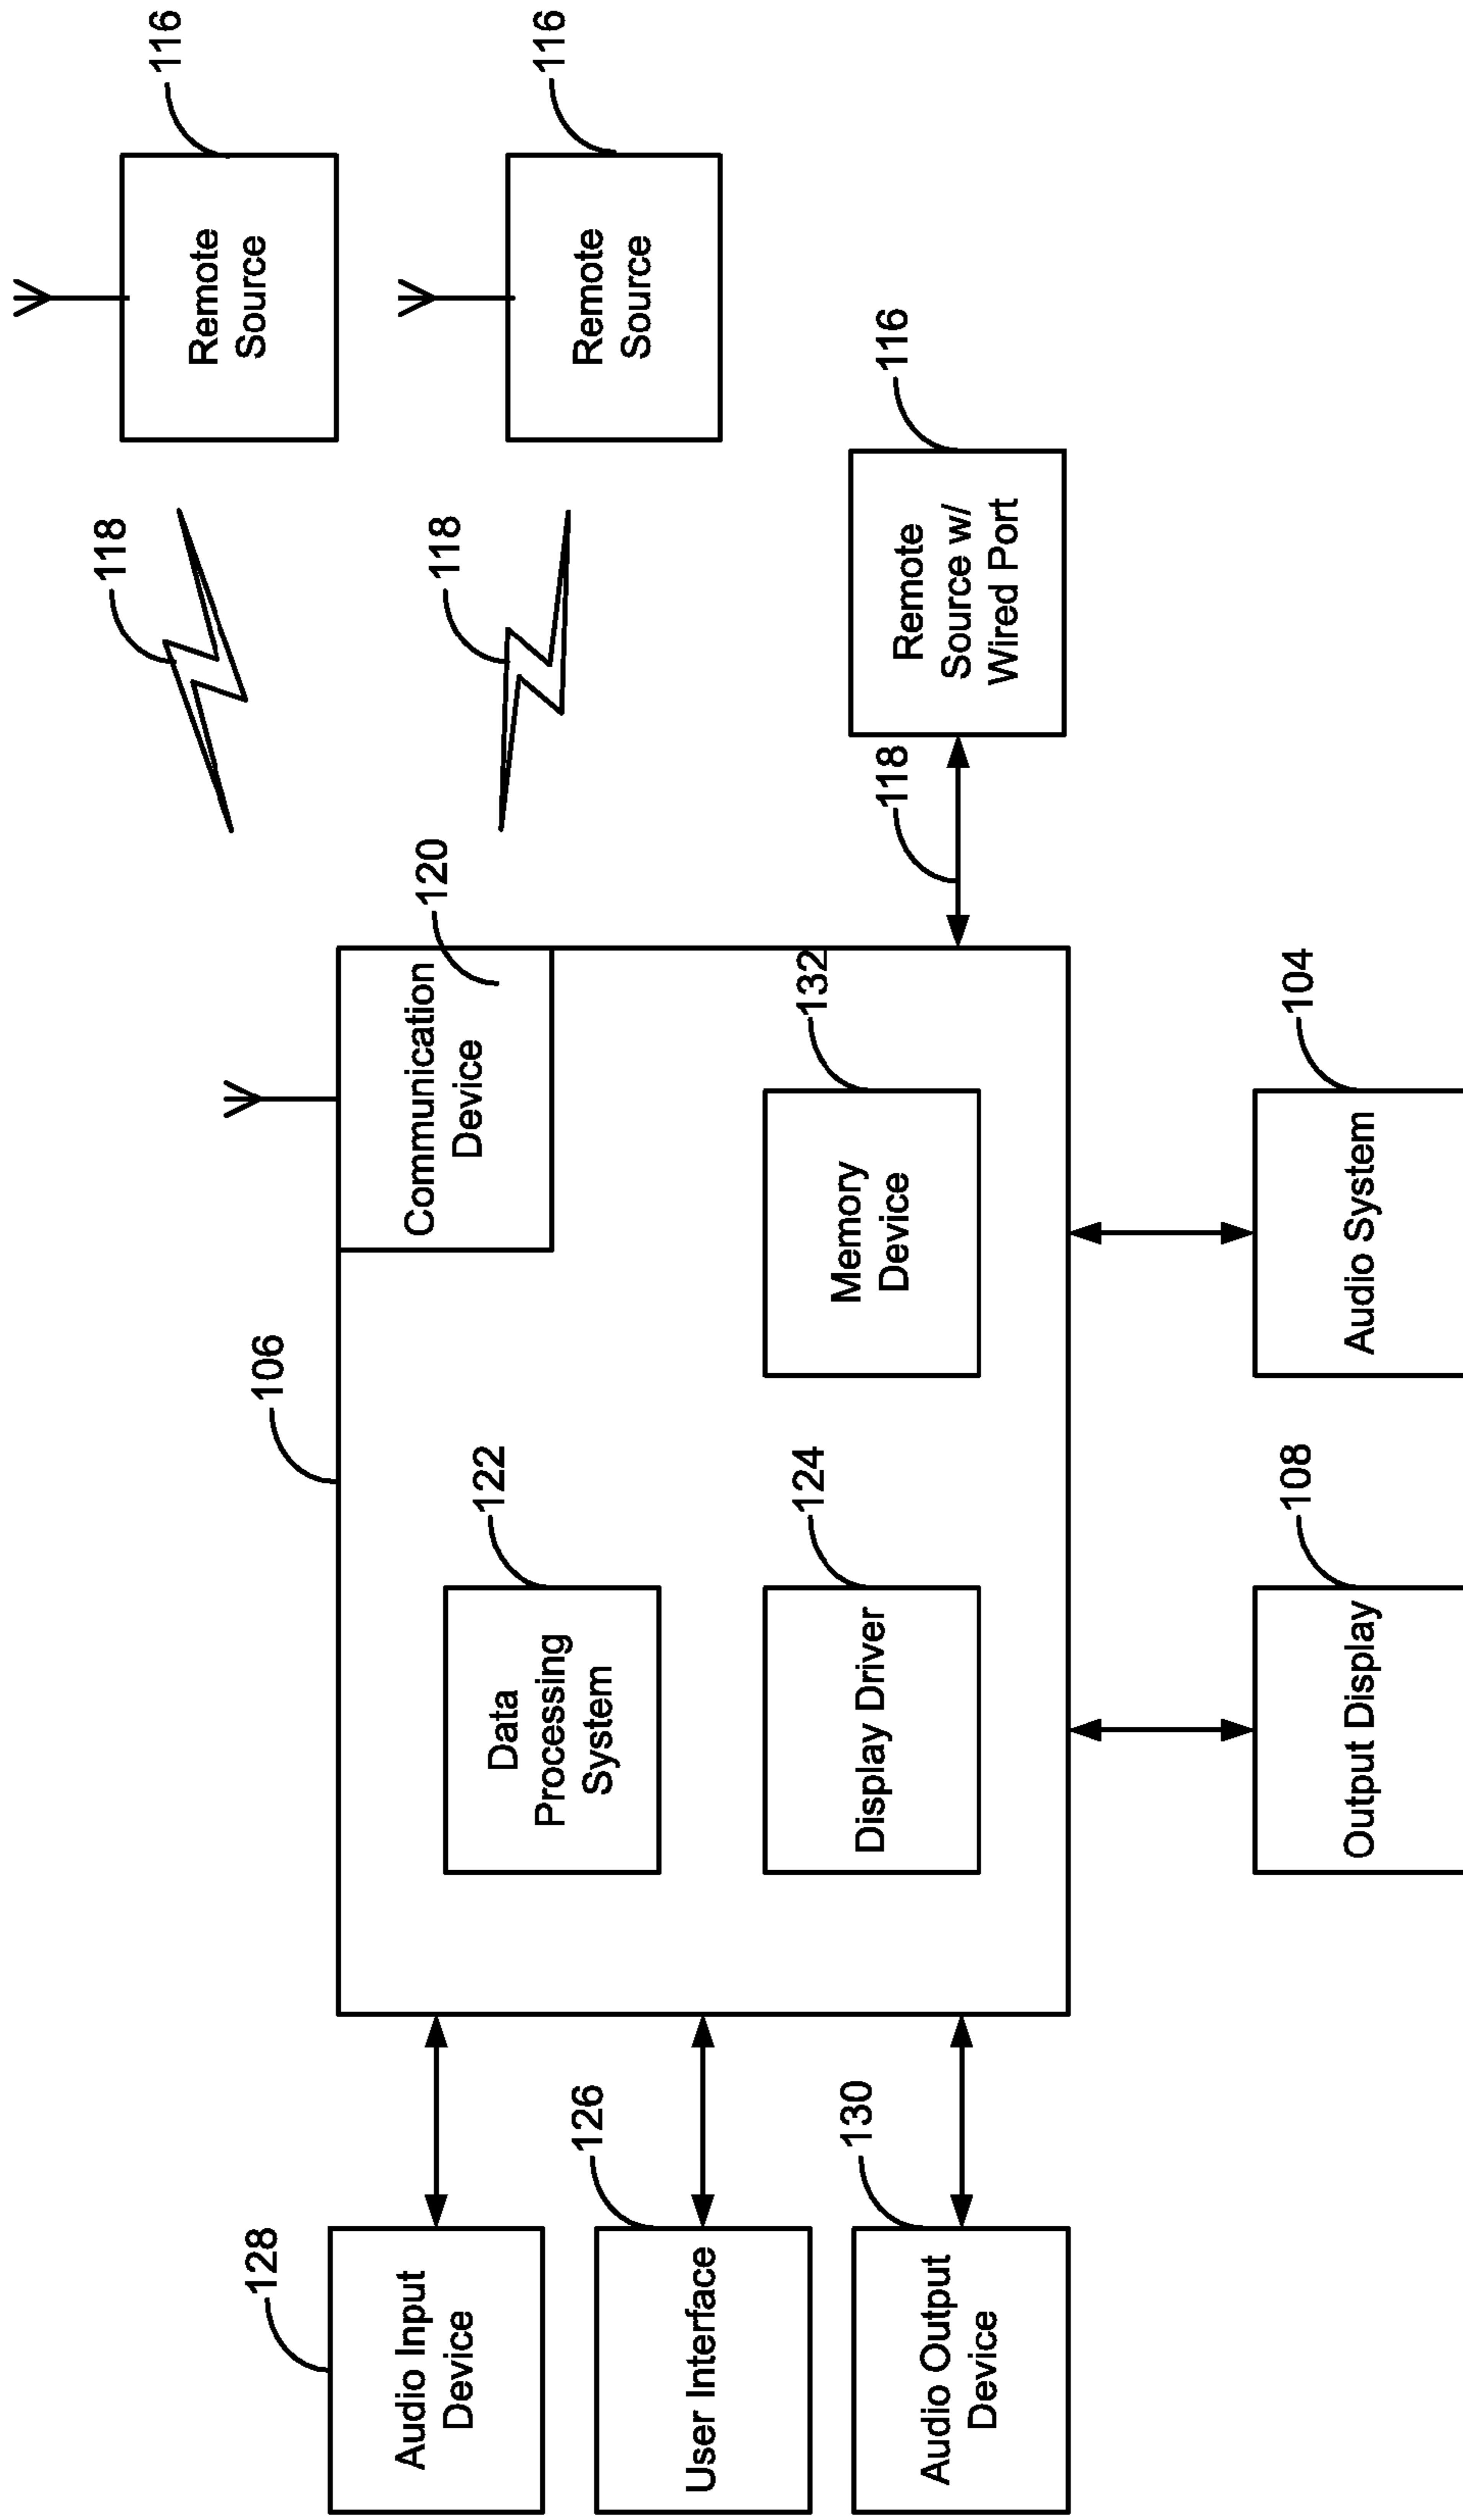 128
Audio Input
Device
126
User Interface
130
Audio Output
Device
106
122
Data
Processing
System
124
Display Driver
120
Communication
Device
132
Memory
Device
108
Output Display
104
Audio System
118
118
118
116
Remote
Source
116
Remote
Source
116
Remote
Source w/
Wired Port